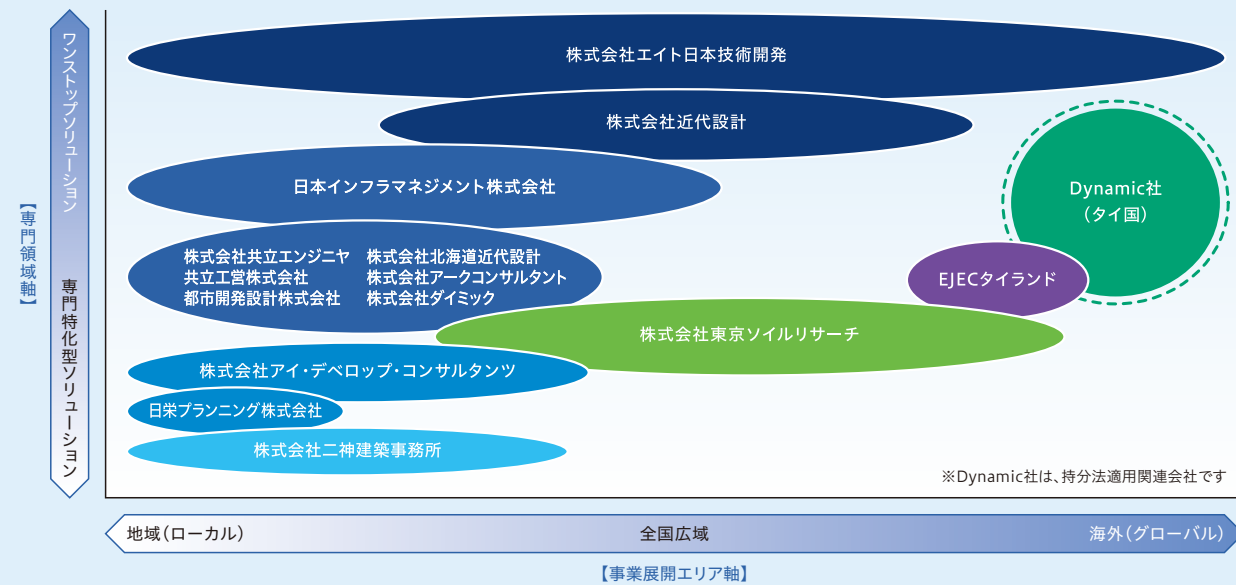 株式会社エイト日本技術開発
株式会社近代設計
日本インフラマネジメント株式会社
Dynamic社
（タイ国）
株式会社共立エンジニヤ 株式会社北海道近代設計
共立工営株式会社 株式会社アークコンサルタント
都市開発設計株式会社 株式会社ダイミック
EJECタイランド
株式会社東京ソイルリサーチ
株式会社アイ・デベロップ・コンサルタンツ
日栄プランニング株式会社
株式会社二神建築事務所
※Dynamic社は、持分法適用関連会社です
ワンストップソリューション
専門特化型ソリューション
【専門領域軸】
地域（ローカル） 全国広域 海外（グローバル）
【事業展開エリア軸】